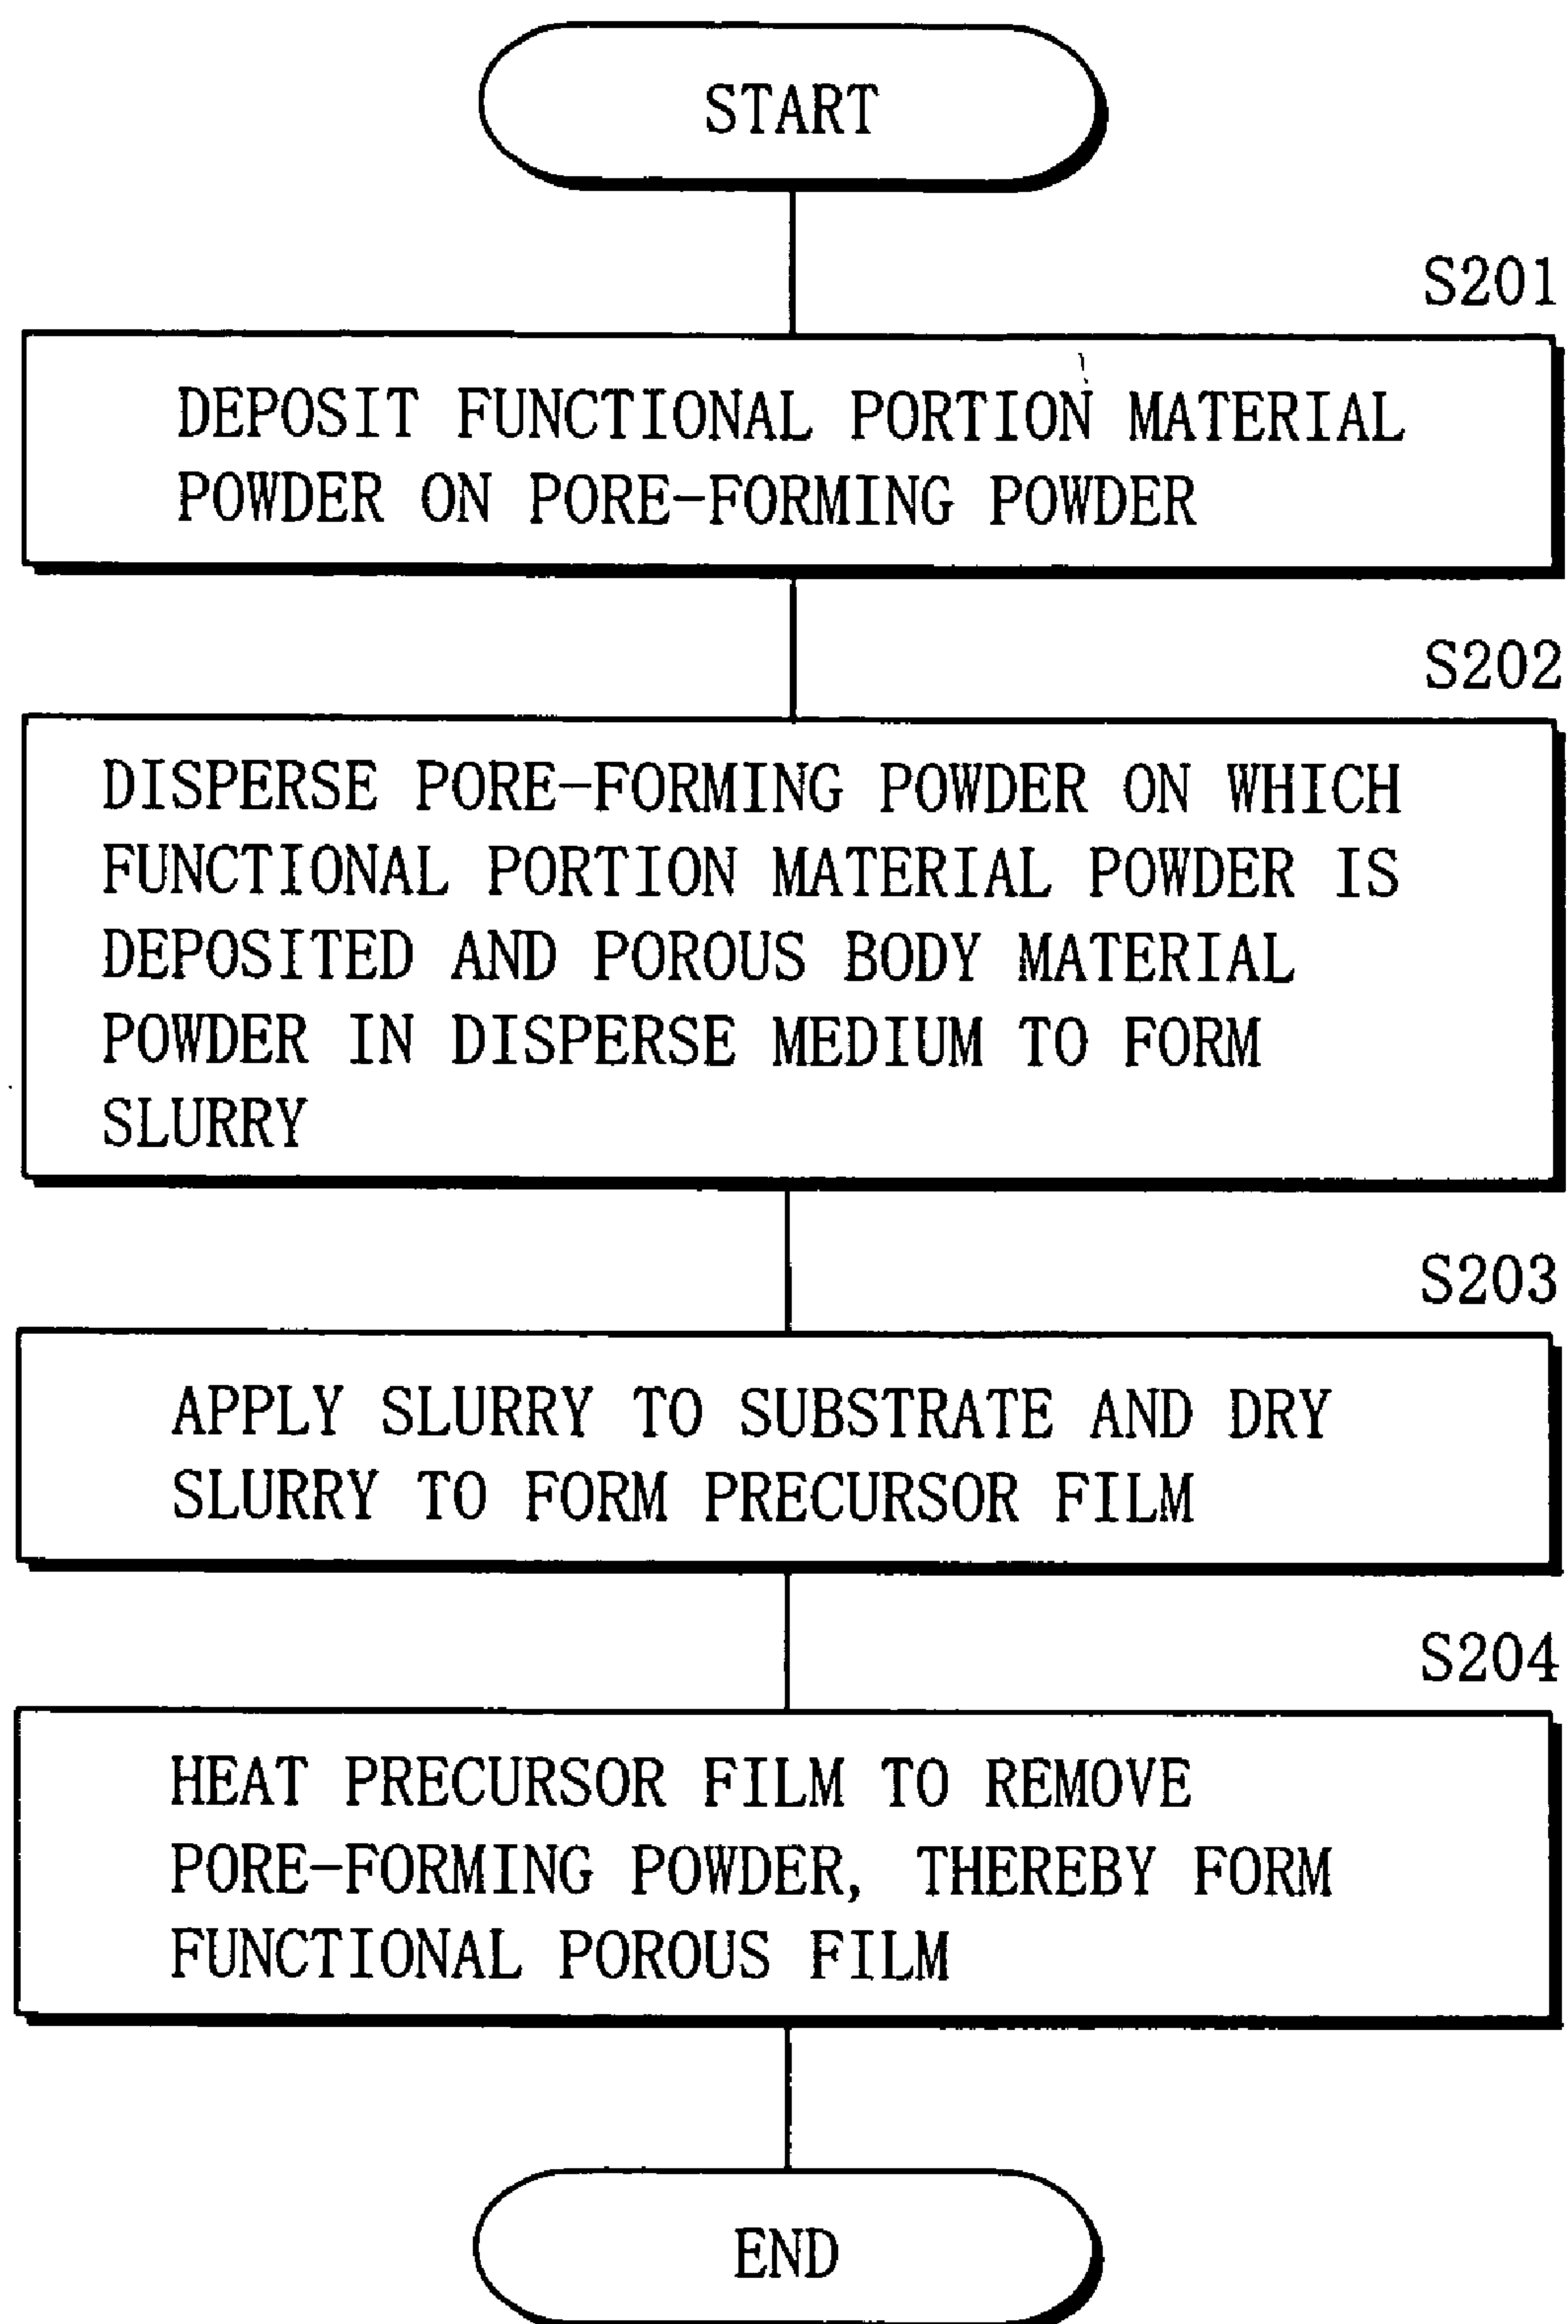 START
S201
DEPOSIT FUNCTIONAL PORTION MATERIAL
POWDER ON PORE-FORMING POWDER
S202
DISPERSE PORE-FORMING POWDER ON WHICH
FUNCTIONAL PORTION MATERIAL POWDER IS
DEPOSITED AND POROUS BODY MATERIAL
POWDER IN DISPERSE MEDIUM TO FORM
SLURRY
S203
APPLY SLURRY TO SUBSTRATE AND DRY
SLURRY TO FORM PRECURSOR FILM
S204
HEAT PRECURSOR FILM TO REMOVE
PORE-FORMING POWDER, THEREBY FORM
FUNCTIONAL POROUS FILM
END